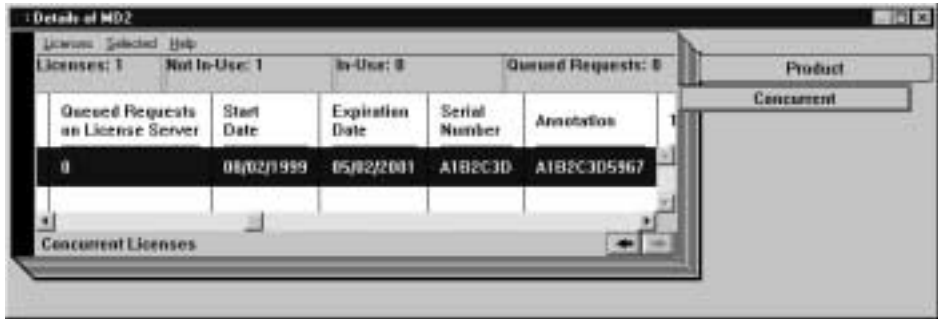 : Details of MD2
Licenses Selected Help
Licenses: 1 Not In-Use: 1 In-Use: 0 Queued Requests: 0
Product
Concurrent
Queued Requests on License Server Start Date Expiration Date Serial Number Annotation T
0 08/02/1999 05/02/2001 A1B2C3D A1B2C3D5967
Concurrent Licenses